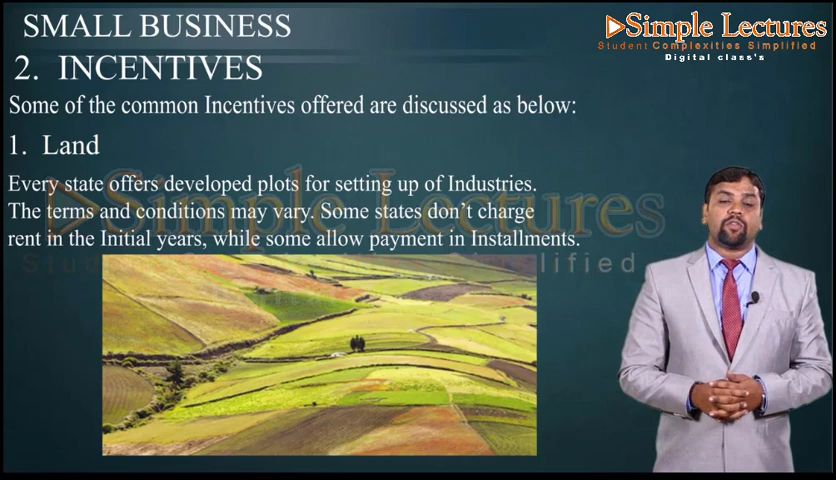 SMALL BUSINESS
Simple Lectures
Student Complexities Simplified
Digital class's
2. INCENTIVES
Some of the common Incentives offered are discussed as below:
1. Land
Every state offers developed plots for setting up of Industries.
The terms and conditions may vary. Some states don't charge
rent in the Initial years, while some allow payment in Installments.
Simple Lectures